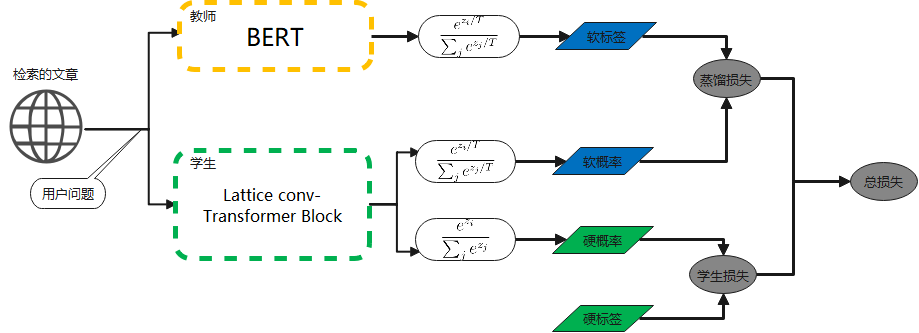 教师
BERT
e^{z_i/T}
∑_j e^{z_j/T}
软标签
检索的文章
蒸馏损失
用户问题
学生
Lattice conv-
Transformer Block
e^{z_i/T}
∑_j e^{z_j/T}
软概率
总损失
e^{z_i}
∑_j e^{z_j}
硬概率
学生损失
硬标签